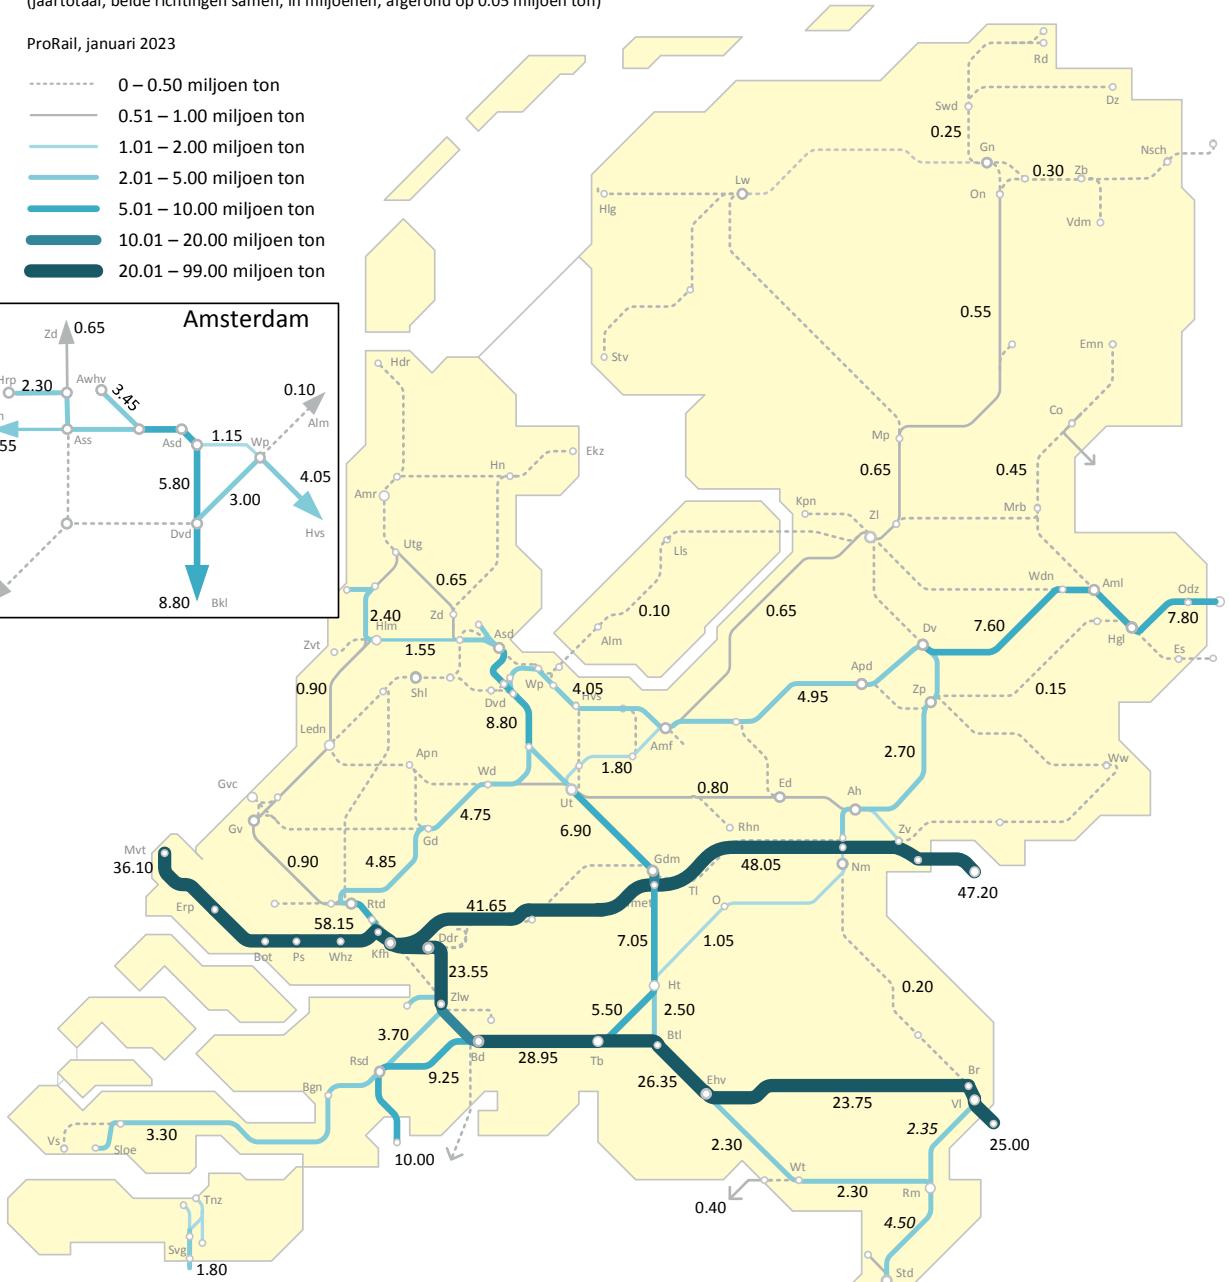 (jaartotaal, beide richtingen samen, in miljoenen, afgerond op 0.05 miljoen ton)
ProRail, januari 2023
0 – 0.50 miljoen ton
0.51 – 1.00 miljoen ton
1.01 – 2.00 miljoen ton
2.01 – 5.00 miljoen ton
5.01 – 10.00 miljoen ton
10.01 – 20.00 miljoen ton
20.01 – 99.00 miljoen ton
Amsterdam
Zd 0.65
Hrp 2.30
Awhv 3.45
0.10
Alm
Ass
Asd
1.15
Wp
5.80
3.00
4.05
Dvd
Hvs
8.80
Bkl
Rd
Dz
Swd
0.25
Gn
Nsch
0.30
Zb
On
Vdm
Lw
Hlg
0.55
Stv
Emn
Hdr
Co
Mp
0.65
0.45
Ekz
Hn
Amr
Kpn
Zl
Mrb
Utg
Lls
0.65
Zd
0.10
0.65
Wdn
Aml
Odz
2.40
Hlm
7.60
7.80
Hgl
1.55
Asd
Alm
Dv
Es
Zvt
Wp
4.05
Apd
0.90
Shl
Hvs
4.95
Zp
0.15
Dvd
8.80
Ledn
Amf
2.70
Apn
Wd
1.80
Ww
Gvc
Ut
0.80
Ed
Ah
4.75
6.90
Gv
Gd
Rhn
Zv
Mvt
36.10
0.90
4.85
Gdm
48.05
Nm
Tl
47.20
Erp
Rtd
41.65
met
O
58.15
Bot
Ps
Whz
Kfh
Ddr
7.05
1.05
23.55
Ht
0.20
Zlw
5.50
2.50
3.70
Bd
28.95
Tb
Btl
Rsd
9.25
26.35
Ehv
Br
Bgn
23.75
Vl
Vs
Sloe
3.30
2.35
25.00
10.00
2.30
Wt
2.30
Rm
0.40
Tnz
4.50
Svg
1.80
Std